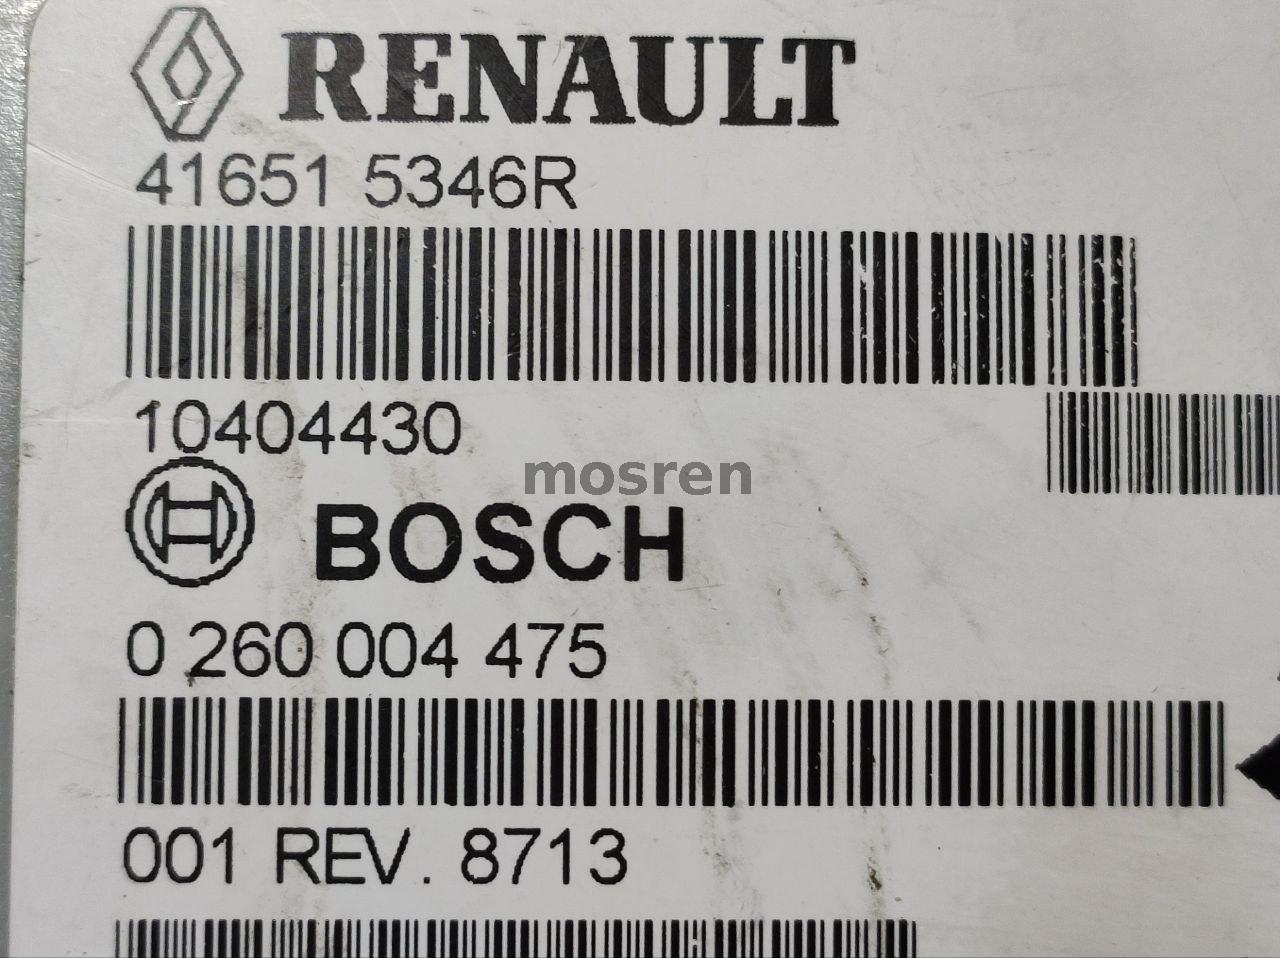 RENAULT
41651 5346R
10404430
mosren
BOSCH
0 260 004 475
001 REV. 8713